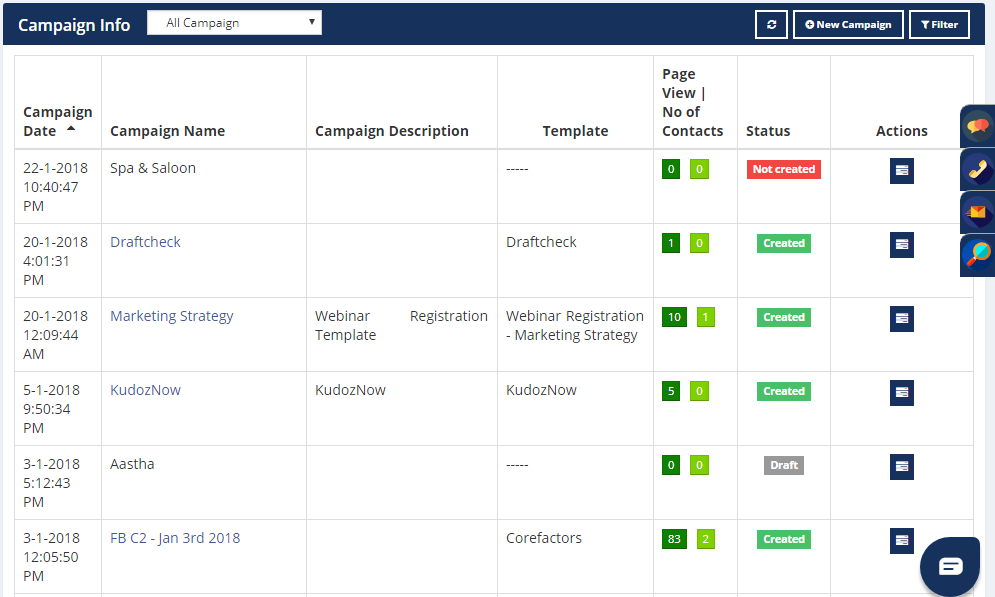 Campaign Info
All Campaign
New Campaign
Filter
Campaign
Date
Campaign Name
Campaign Description
Template
Page
View |
No of
Contacts
Status
Actions
22-1-2018
10:40:47
PM
Spa & Saloon
-----
0 0
Not created
20-1-2018
4:01:31
PM
Draftcheck
Draftcheck
1 0
Created
20-1-2018
12:09:44
AM
Marketing Strategy
Webinar Registration
Template
Webinar Registration
- Marketing Strategy
10 1
Created
5-1-2018
9:50:34
PM
KudozNow
KudozNow
KudozNow
5 0
Created
3-1-2018
5:12:43
PM
Aastha
-----
0 0
Draft
3-1-2018
12:05:50
PM
FB C2 - Jan 3rd 2018
Corefactors
83 2
Created